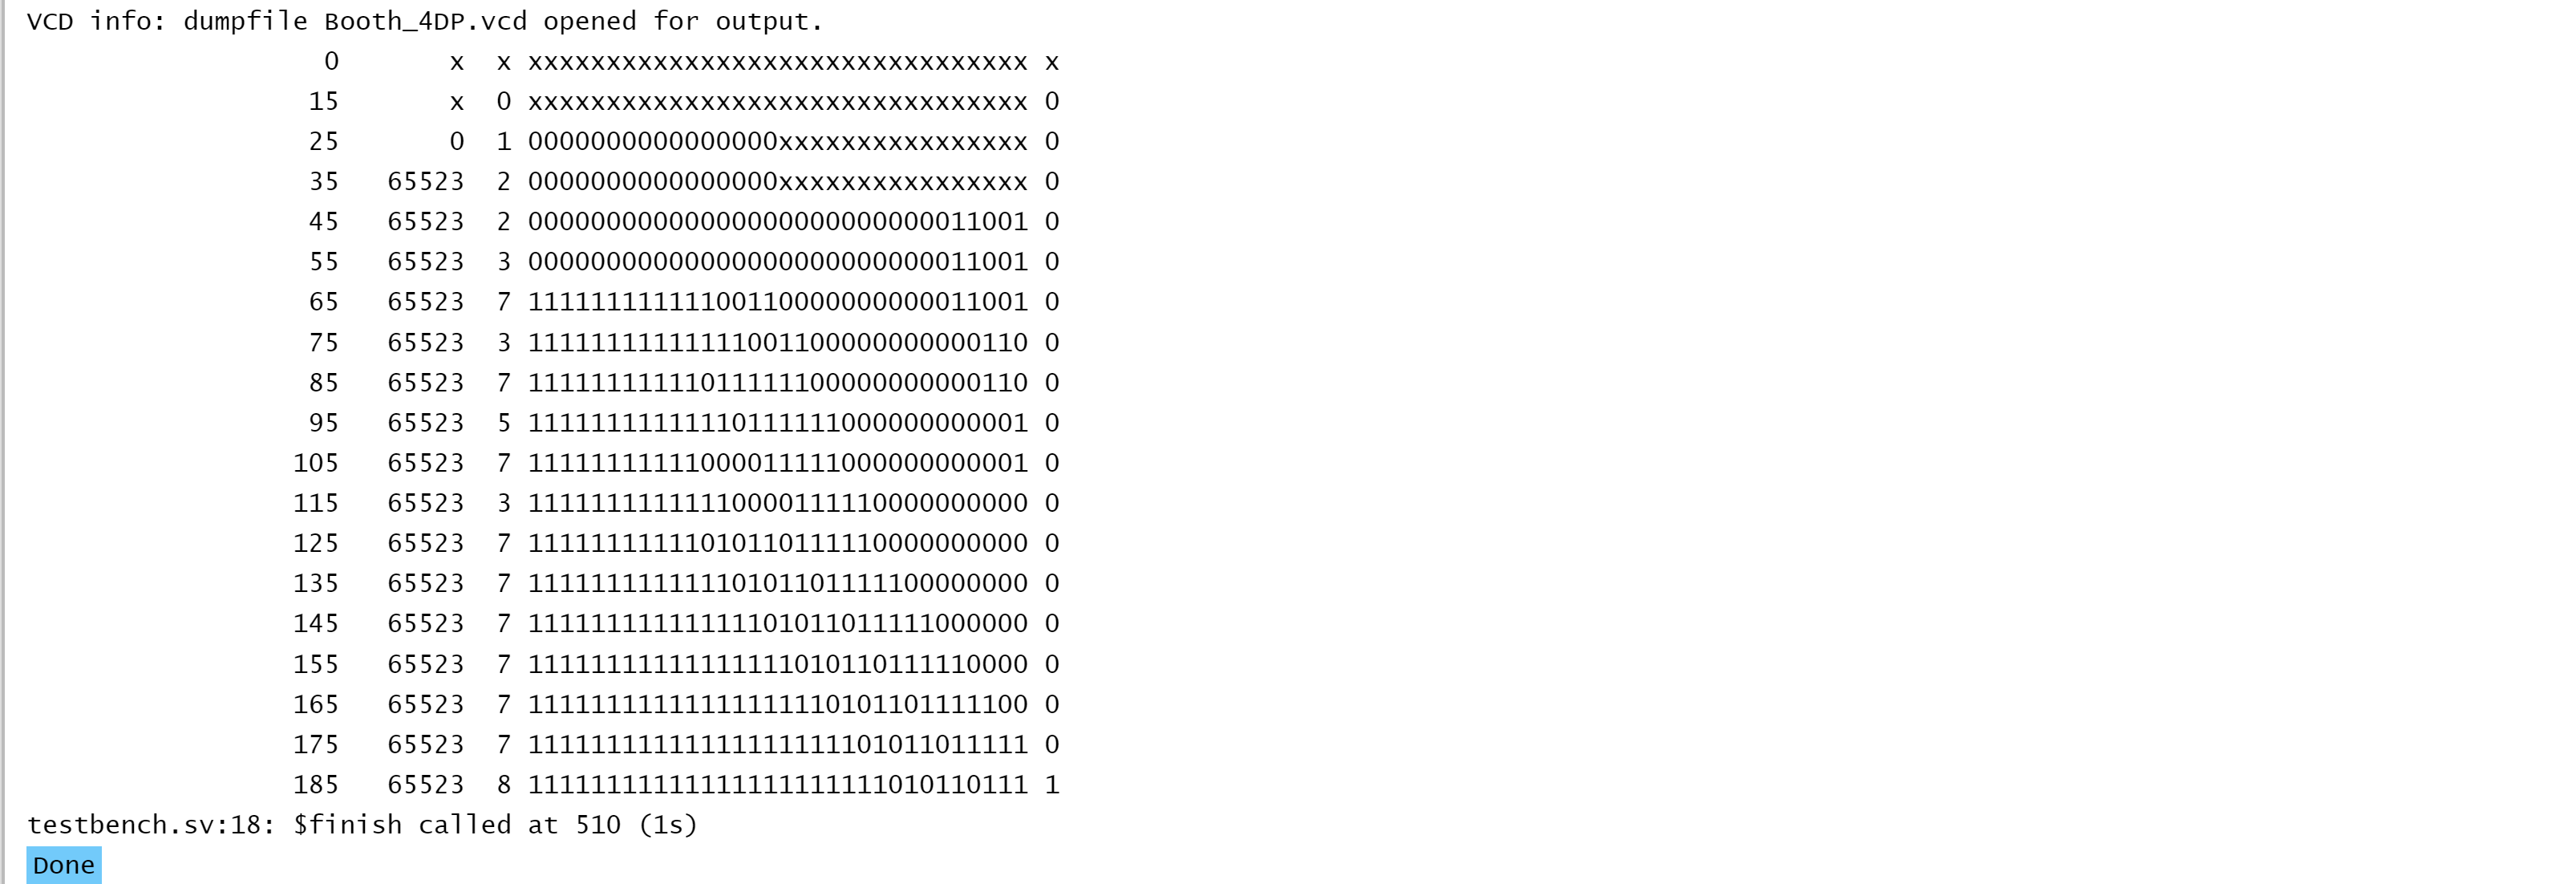 VCD info: dumpfile Booth_4DP.vcd opened for output.
0 x x xxxxxxxxxxxxxxxxxxxxxxxxxxxxxxxx x
15 x 0 xxxxxxxxxxxxxxxxxxxxxxxxxxxxxxxx 0
25 0 1 0000000000000000xxxxxxxxxxxxxxxx 0
35 65523 2 0000000000000000xxxxxxxxxxxxxxxx 0
45 65523 2 00000000000000000000000000011001 0
55 65523 3 00000000000000000000000000011001 0
65 65523 7 11111111111100110000000000011001 0
75 65523 3 11111111111111001100000000000110 0
85 65523 7 11111111111011111100000000000110 0
95 65523 5 11111111111110111111000000000001 0
105 65523 7 11111111111000011111000000000001 0
115 65523 3 11111111111110000111110000000000 0
125 65523 7 11111111111010110111110000000000 0
135 65523 7 11111111111110101101111100000000 0
145 65523 7 11111111111111101011011111000000 0
155 65523 7 11111111111111111010110111110000 0
165 65523 7 11111111111111111110101101111100 0
175 65523 7 11111111111111111111101011011111 0
185 65523 8 11111111111111111111111010110111 1
testbench.sv:18: $finish called at 510 (1s)
Done